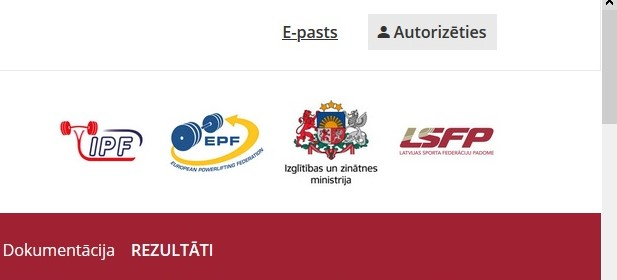 E-pasts Autorizēties
IPF
EPF
EUROPEAN POWERLIFTING FEDERATION
Izglītības un zinātnes
ministrija
LSFP
LATVIJAS SPORTA FEDERĀCIJU PADOME
Dokumentācija REZULTĀTI